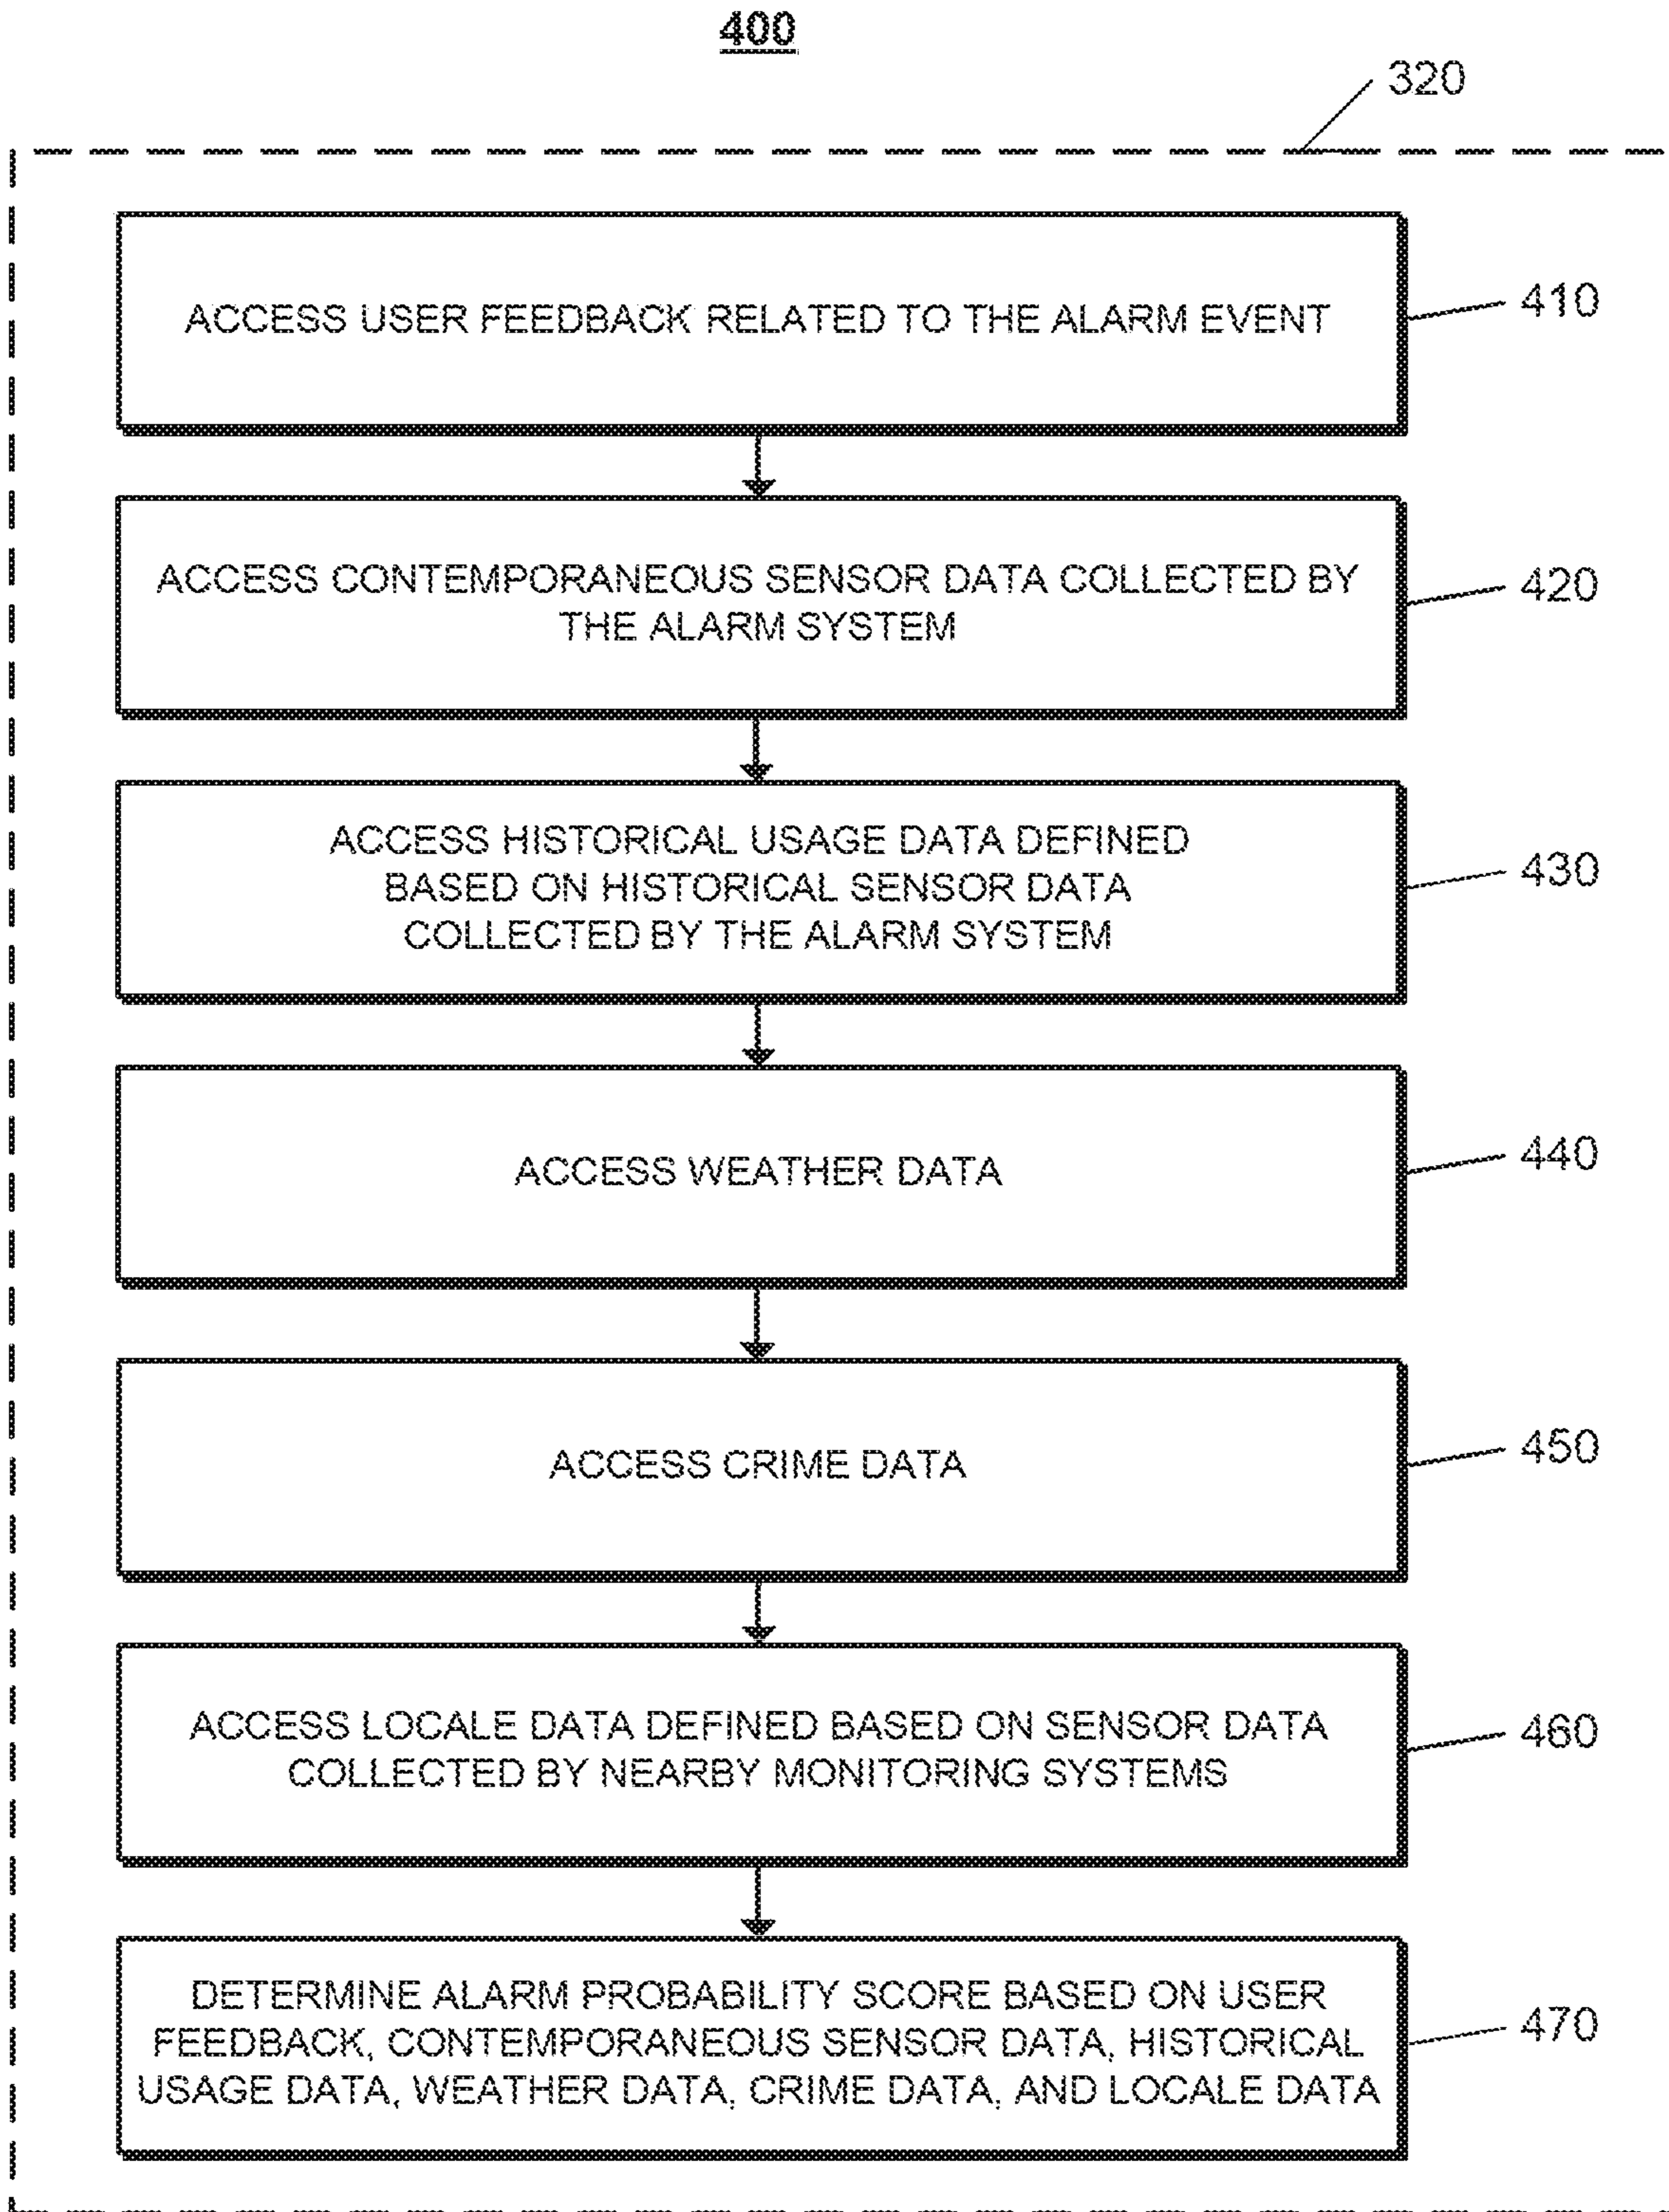 400
320
ACCESS USER FEEDBACK RELATED TO THE ALARM EVENT
410
ACCESS CONTEMPORANEOUS SENSOR DATA COLLECTED BY
THE ALARM SYSTEM
420
ACCESS HISTORICAL USAGE DATA DEFINED
BASED ON HISTORICAL SENSOR DATA
COLLECTED BY THE ALARM SYSTEM
430
ACCESS WEATHER DATA
440
ACCESS CRIME DATA
450
ACCESS LOCALE DATA DEFINED BASED ON SENSOR DATA
COLLECTED BY NEARBY MONITORING SYSTEMS
460
DETERMINE ALARM PROBABILITY SCORE BASED ON USER
FEEDBACK, CONTEMPORANEOUS SENSOR DATA, HISTORICAL
USAGE DATA, WEATHER DATA, CRIME DATA, AND LOCALE DATA
470